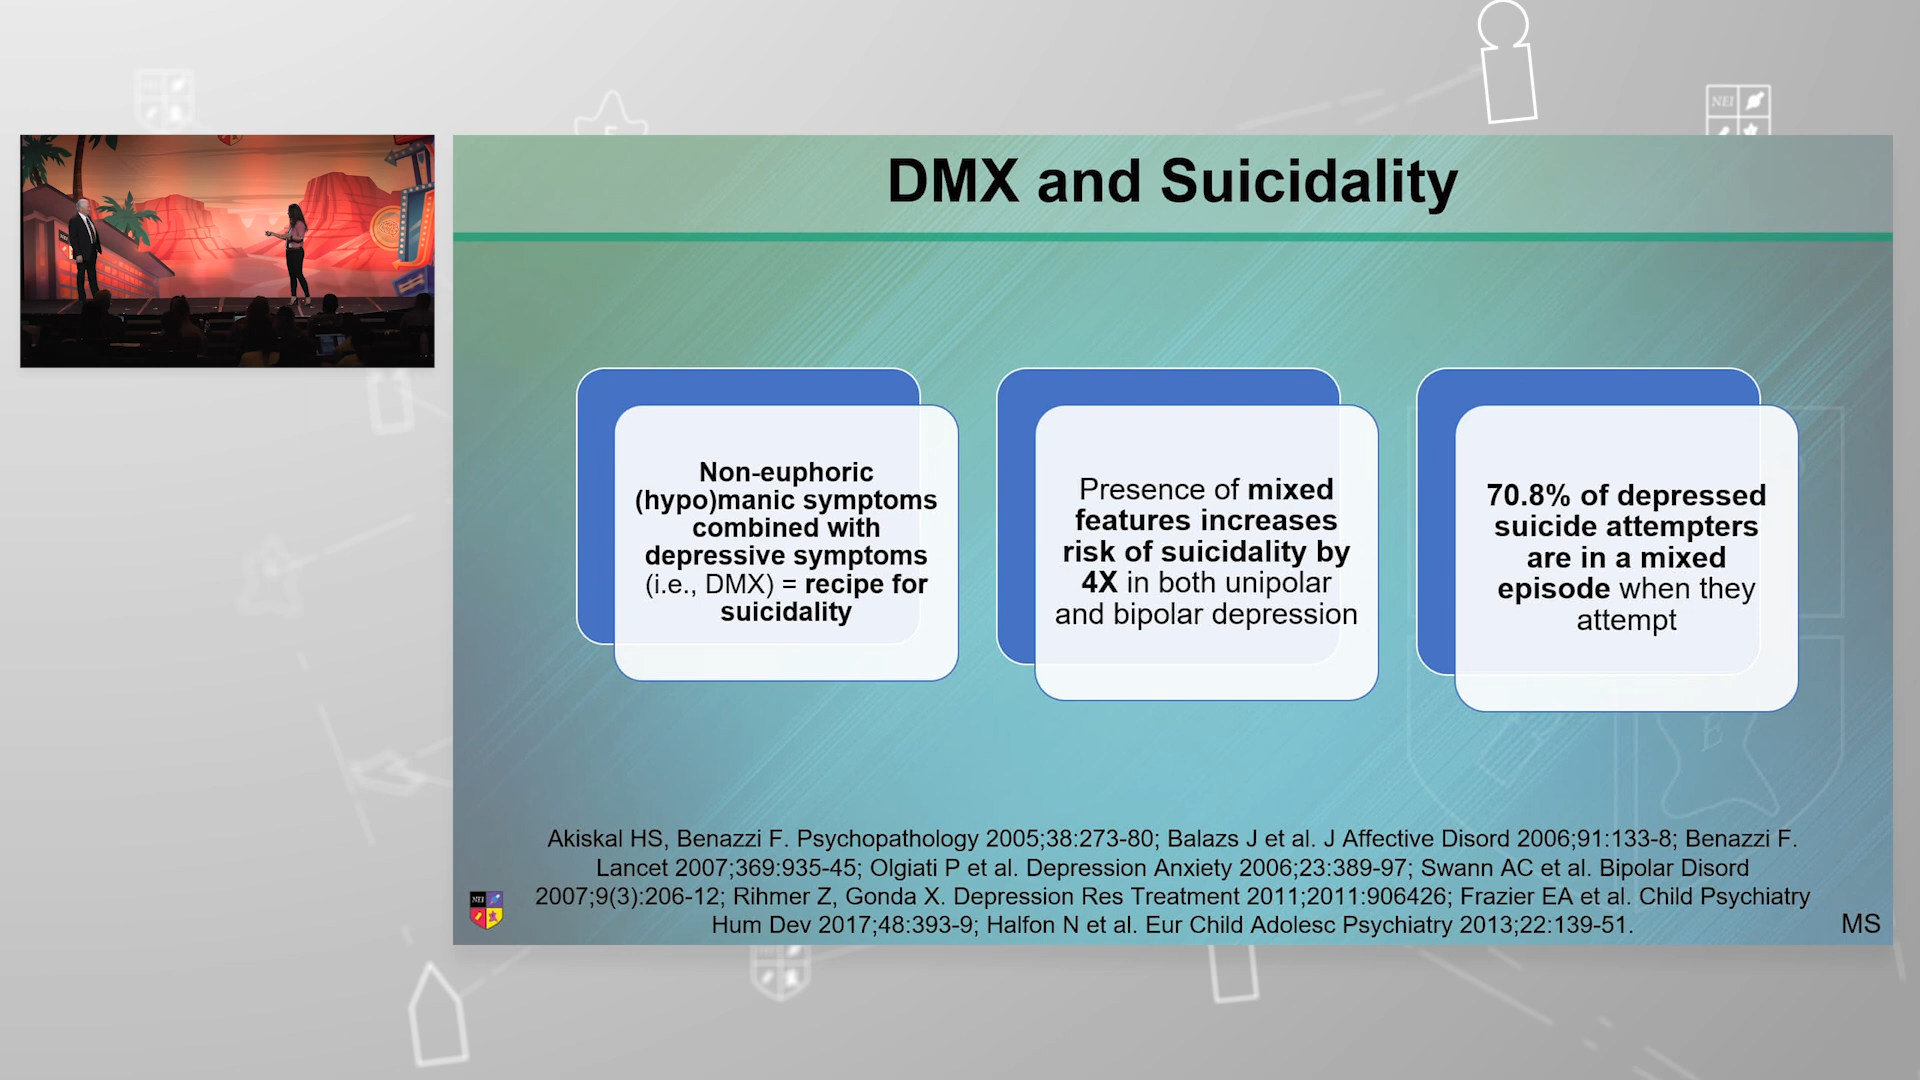 DMX and Suicidality
Non-euphoric
(hypo)manic symptoms
combined with
depressive symptoms
(i.e., DMX) = recipe for
suicidality
Presence of mixed
features increases
risk of suicidality by
4X in both unipolar
and bipolar depression
70.8% of depressed
suicide attempters
are in a mixed
episode when they
attempt
Akiskal HS, Benazzi F. Psychopathology 2005;38:273-80; Balazs J et al. J Affective Disord 2006;91:133-8; Benazzi F.
Lancet 2007;369:935-45; Olgiati P et al. Depression Anxiety 2006;23:389-97; Swann AC et al. Bipolar Disord
2007;9(3):206-12; Rihmer Z, Gonda X. Depression Res Treatment 2011;2011:906426; Frazier EA et al. Child Psychiatry
Hum Dev 2017;48:393-9; Halfon N et al. Eur Child Adolesc Psychiatry 2013;22:139-51.
MS
NEI
NEI
E